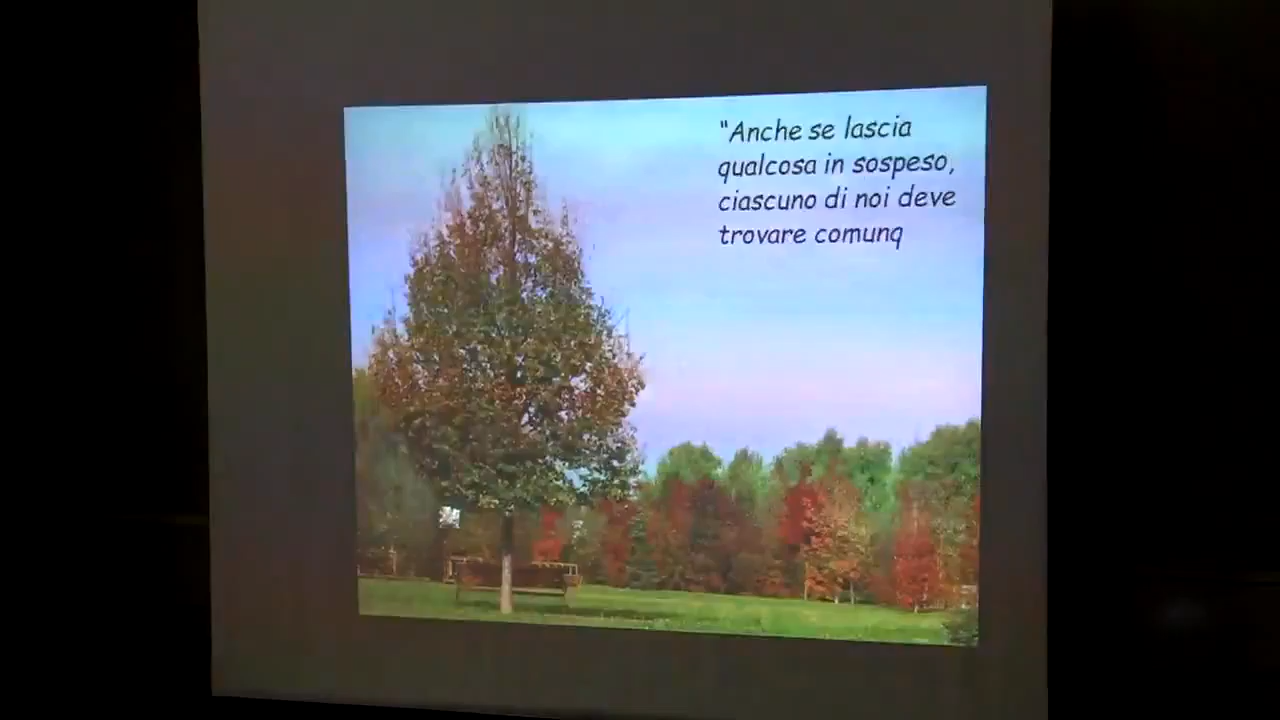 "Anche se lascia
qualcosa in sospeso,
ciascuno di noi deve
trovare comunq